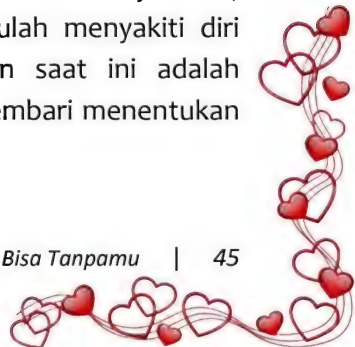 ulah menyakiti diri
n saat ini adalah
embari menentukan
Bisa Tanpamu | 45